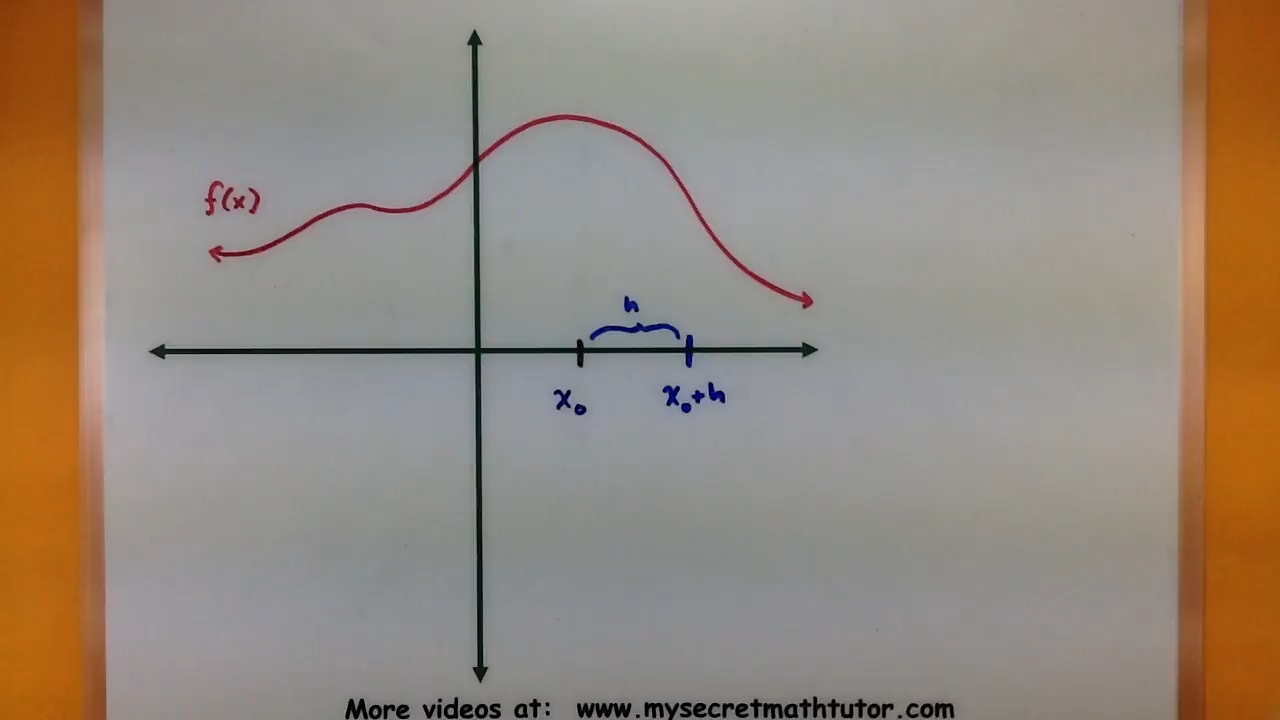 f(x)
h
x₀
x₀+h
More videos at: www.mysecretmathtutor.com